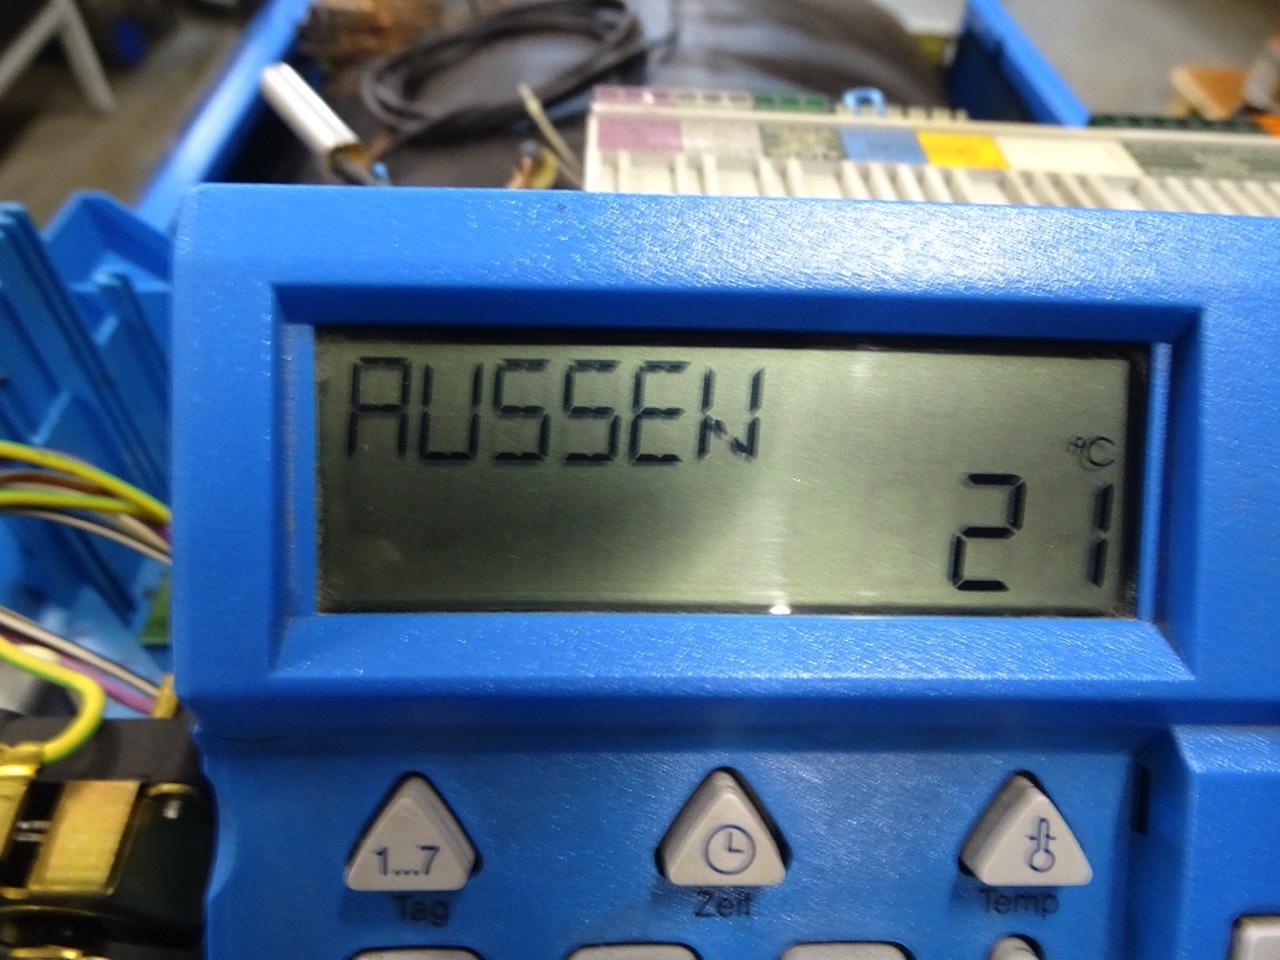 AUSSEN
°C
21
1...7
Tag
Zeit
Temp